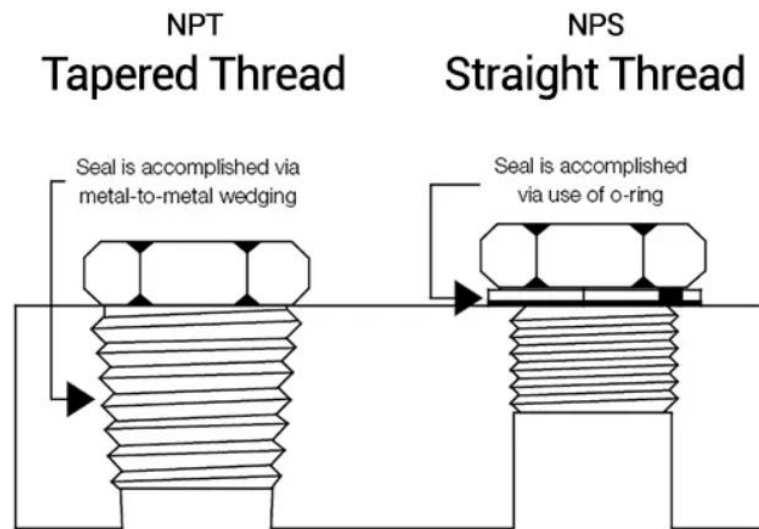 NPT
Tapered Thread
Seal is accomplished via
metal-to-metal wedging
NPS
Straight Thread
Seal is accomplished
via use of o-ring